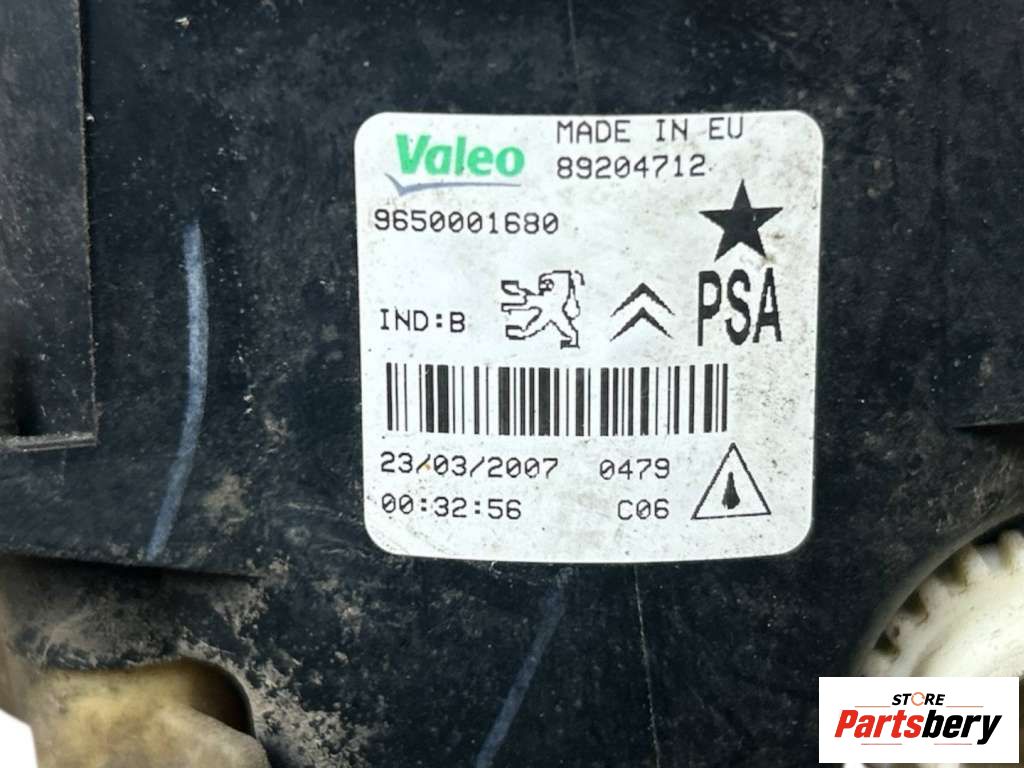 Valeo
MADE IN EU
89204712
9650001680
IND:B
PSA
23/03/2007 0479
00:32:56 C06
STORE
Partsbery